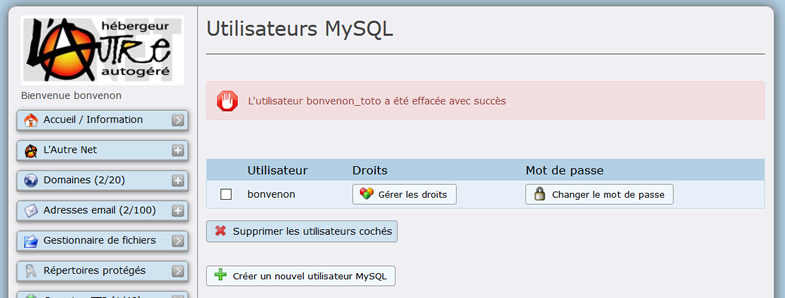 hébergeur
L'Autre
NET
autogéré
Bienvenue bonvenon
Accueil / Information
L'Autre Net
Domaines (2/20)
Adresses email (2/100)
Gestionnaire de fichiers
Répertoires protégés
Utilisateurs MySQL
L'utilisateur bonvenon_toto a été effacée avec succès
Utilisateur Droits Mot de passe
bonvenon Gérer les droits Changer le mot de passe
Supprimer les utilisateurs cochés
Créer un nouvel utilisateur MySQL